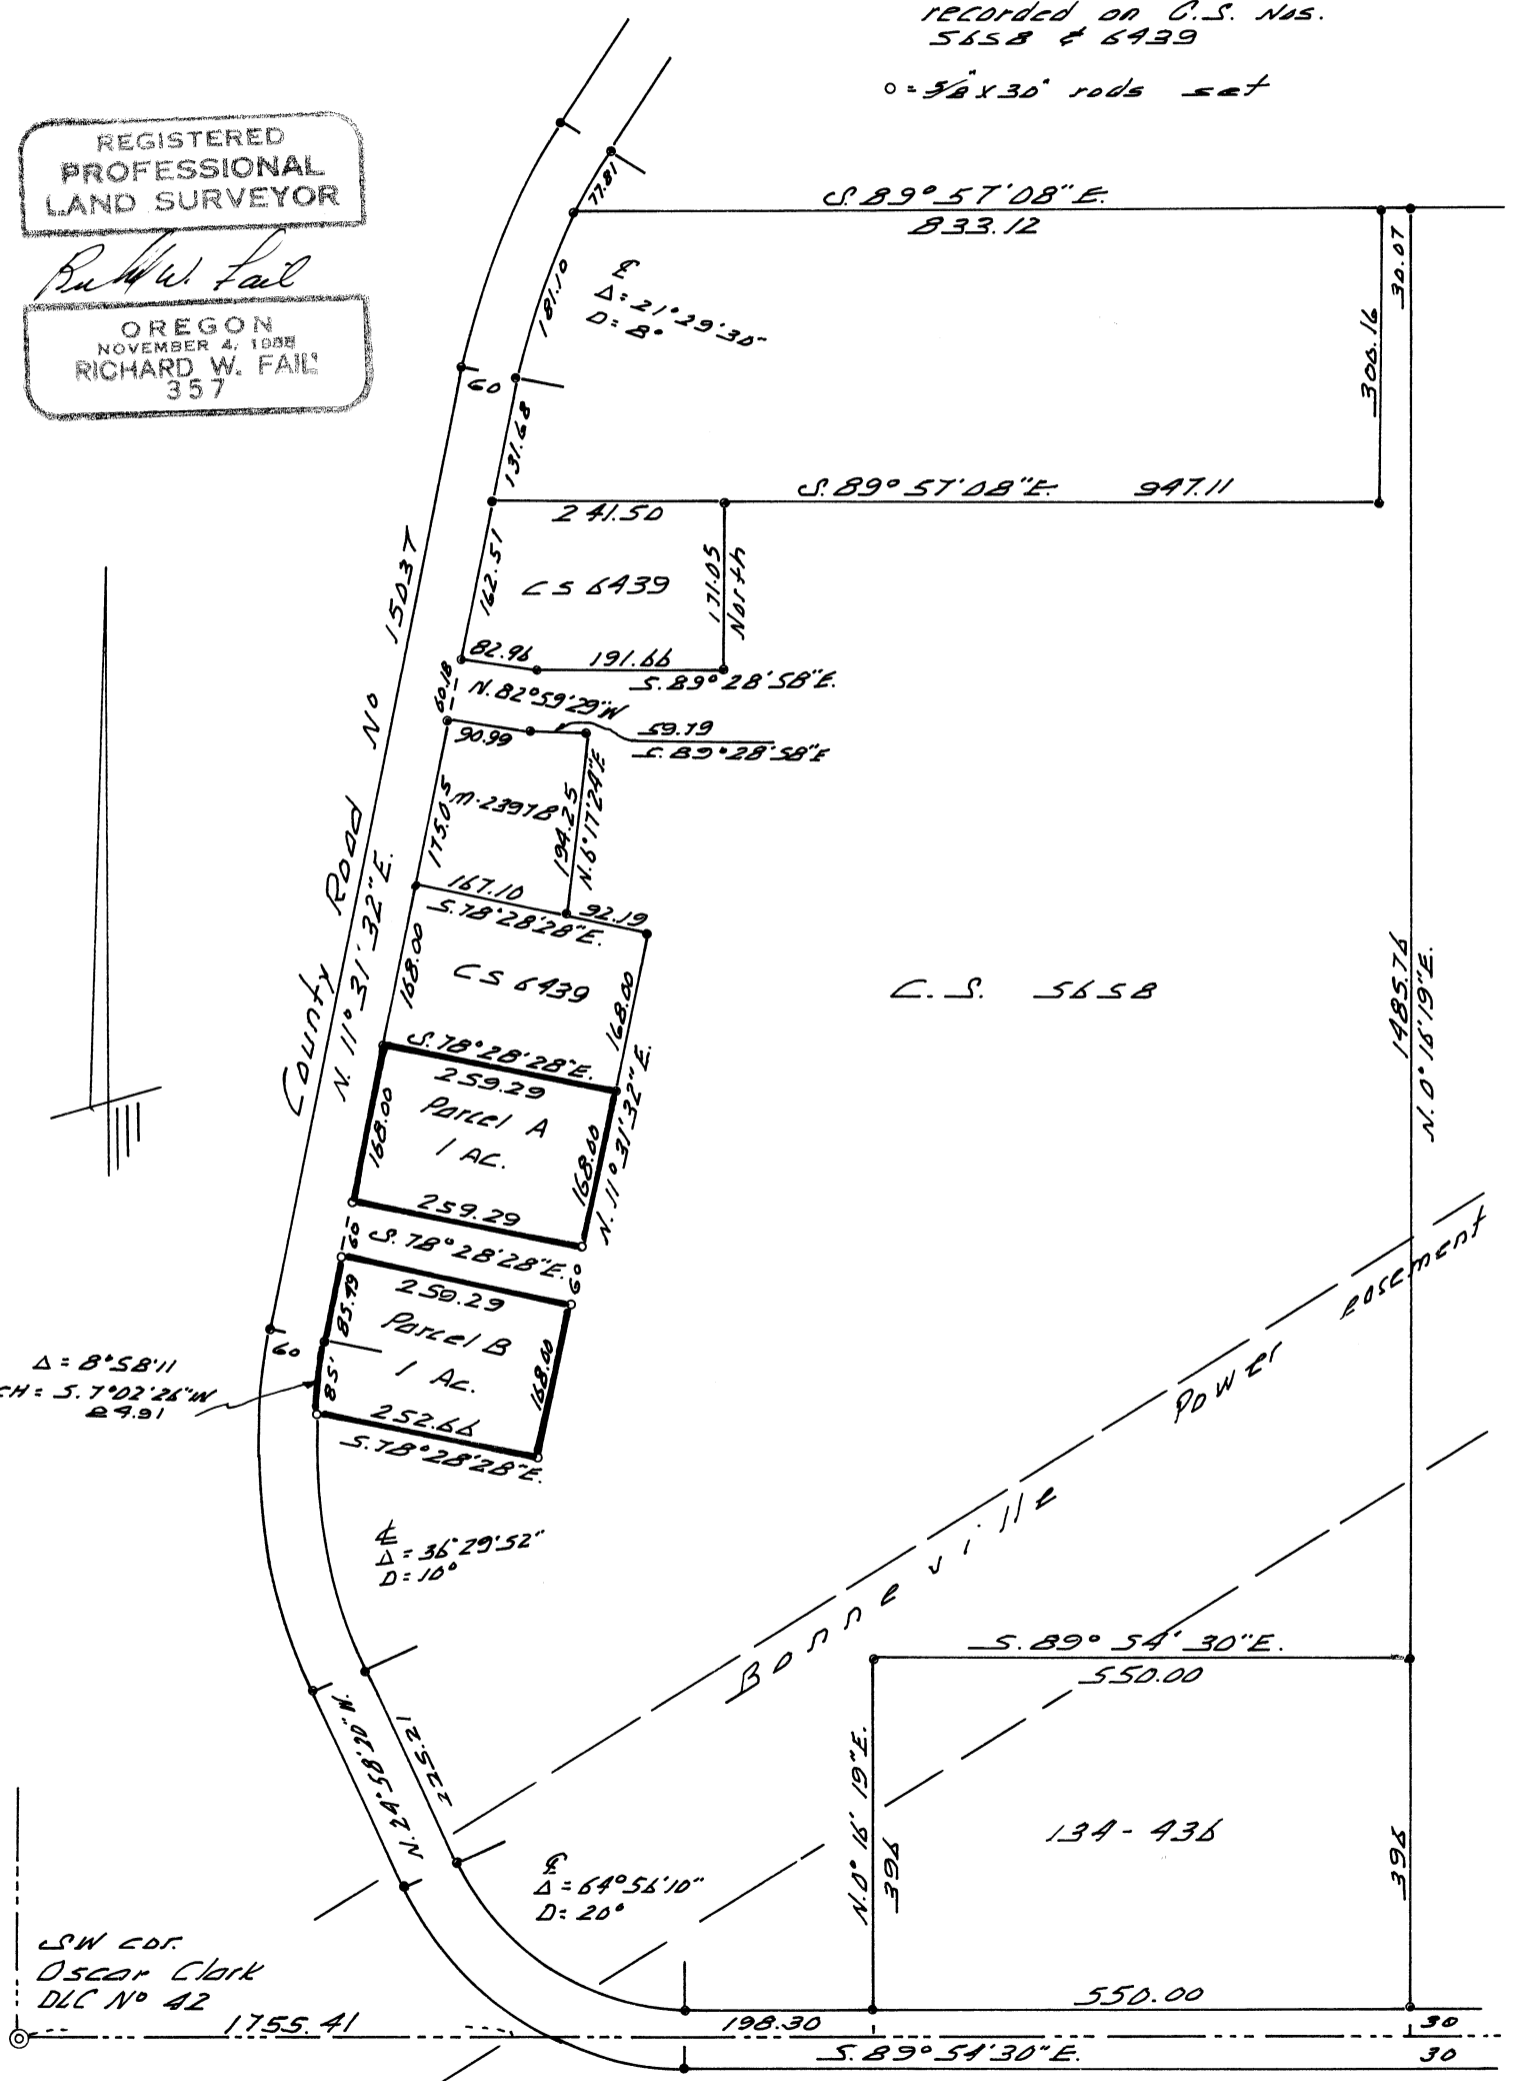 recorded on C.S. Nos.
5658 & 6439
o = 5/8" x 30" rods set
REGISTERED
PROFESSIONAL
LAND SURVEYOR
OREGON
NOVEMBER 4, 19
RICHARD W. FAIL
357
77.81
S. 89° 57' 08" E.
833.12
30.07
181.10
℄
Δ = 21° 29' 30"
D = 8°
300.16
60
131.68
S. 89° 57' 08" E. 947.11
241.50
162.51
CS 6439
171.05
North
82.96
191.66
S. 89° 28' 58" E.
60.18
N. 82° 59' 29" W
90.99
59.79
S. 89° 28' 58" E
M-23978
175.05
194.25
N. 6° 17' 24" E
County Road No 15037
N. 11° 31' 32" E.
167.10
S. 78° 28' 28" E.
92.19
168.00
CS 6439
168.00
C.S. 5658
1485.76
N. 0° 16' 19" E.
S. 78° 28' 28" E.
259.29
Parcel A
1 AC.
168.00
168.00
N. 11° 31' 32" E.
259.29
S. 78° 28' 28" E.
60
60
259.29
Parcel B
1 Ac.
85.49
85'
168.00
252.66
S. 78° 28' 28" E.
60
Δ = 8° 58' 11
CH = S. 7° 02' 26" W
84.91
Bonneville Power easement
℄
Δ = 36° 29' 52"
D = 10°
S. 89° 54' 30" E.
550.00
N. 24° 58' 20" W.
225.21
N. 0° 16' 19" E.
396
134-436
396
℄
Δ = 64° 56' 10"
D = 20°
SW cor.
Oscar Clark
DLC No 42
1755.41
198.30
550.00
30
S. 89° 54' 30" E.
30